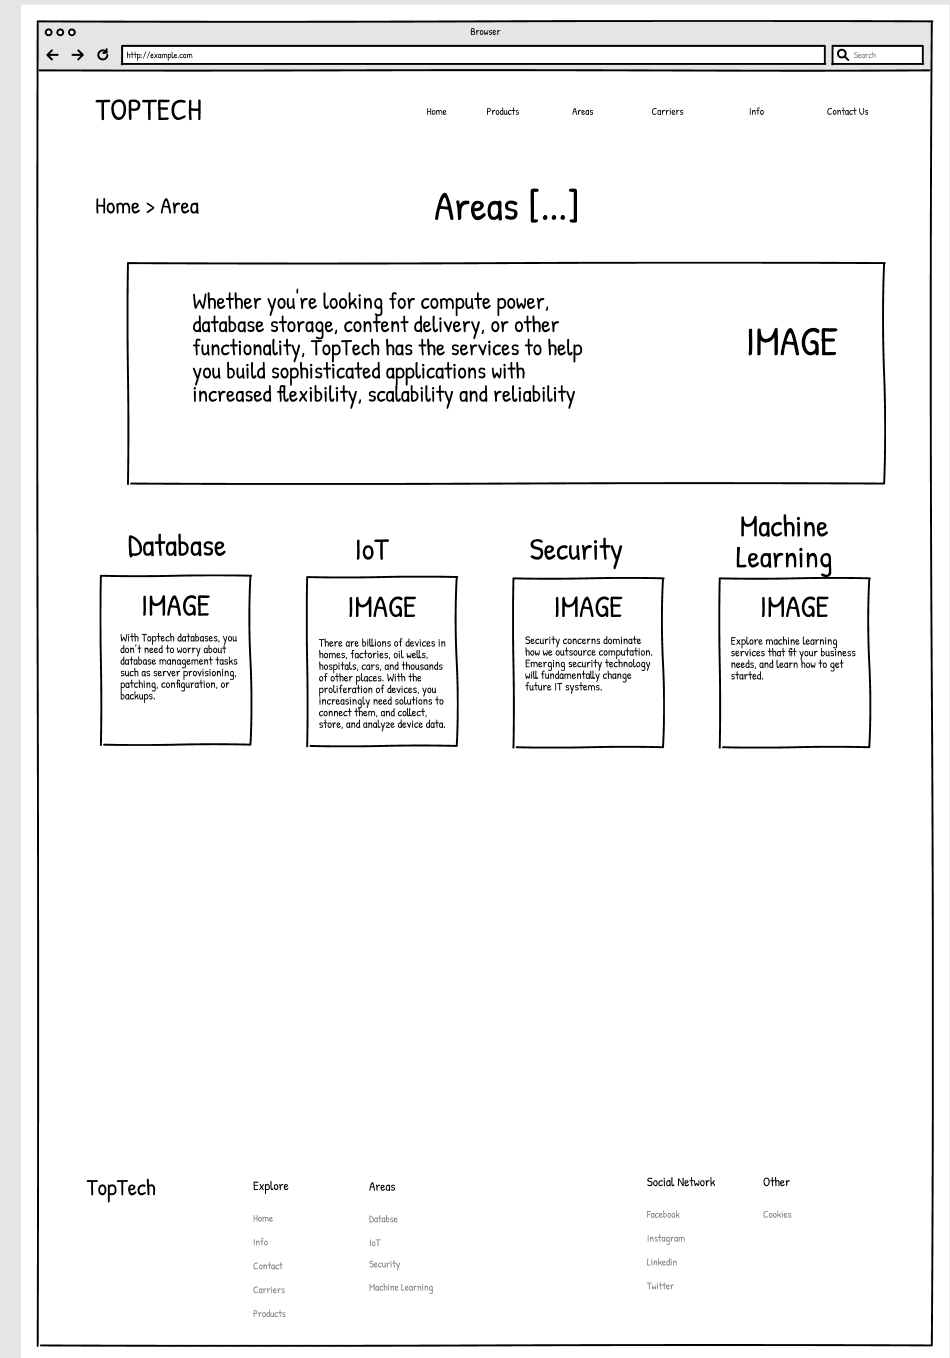 Browser
http://example.com
Search
TOPTECH
Home Products Areas Carriers Info Contact Us
Home > Area
Areas [...]
Whether you're looking for compute power,
database storage, content delivery, or other
functionality, TopTech has the services to help
you build sophisticated applications with
increased flexibility, scalability and reliability
IMAGE
Database
IMAGE
With Toptech databases, you
don't need to worry about
database management tasks
such as server provisioning,
patching, configuration, or
backups.
IoT
IMAGE
There are billions of devices in
homes, factories, oil wells,
hospitals, cars, and thousands
of other places. With the
proliferation of devices, you
increasingly need solutions to
connect them, and collect,
store, and analyze device data.
Security
IMAGE
Security concerns dominate
how we outsource computation.
Emerging security technology
will fundamentally change
future IT systems.
Machine
Learning
IMAGE
Explore machine learning
services that fit your business
needs, and learn how to get
started.
TopTech
Explore
Home
Info
Contact
Carriers
Products
Areas
Databse
IoT
Security
Machine Learning
Social Network
Facebook
Instagram
Linkedin
Twitter
Other
Cookies